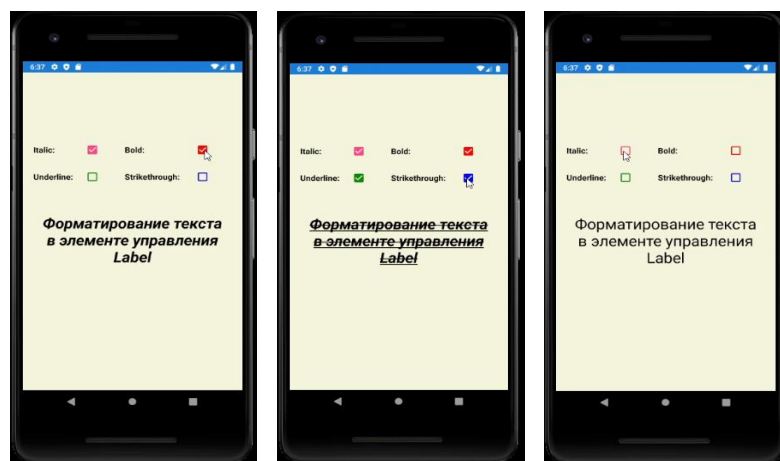 6:37
Italic:
Bold:
Underline:
Strikethrough:
Форматирование текста
в элементе управления
Label
6:37
Italic:
Bold:
Underline:
Strikethrough:
Форматирование текста
в элементе управления
Label
6:37
Italic:
Bold:
Underline:
Strikethrough:
Форматирование текста
в элементе управления
Label